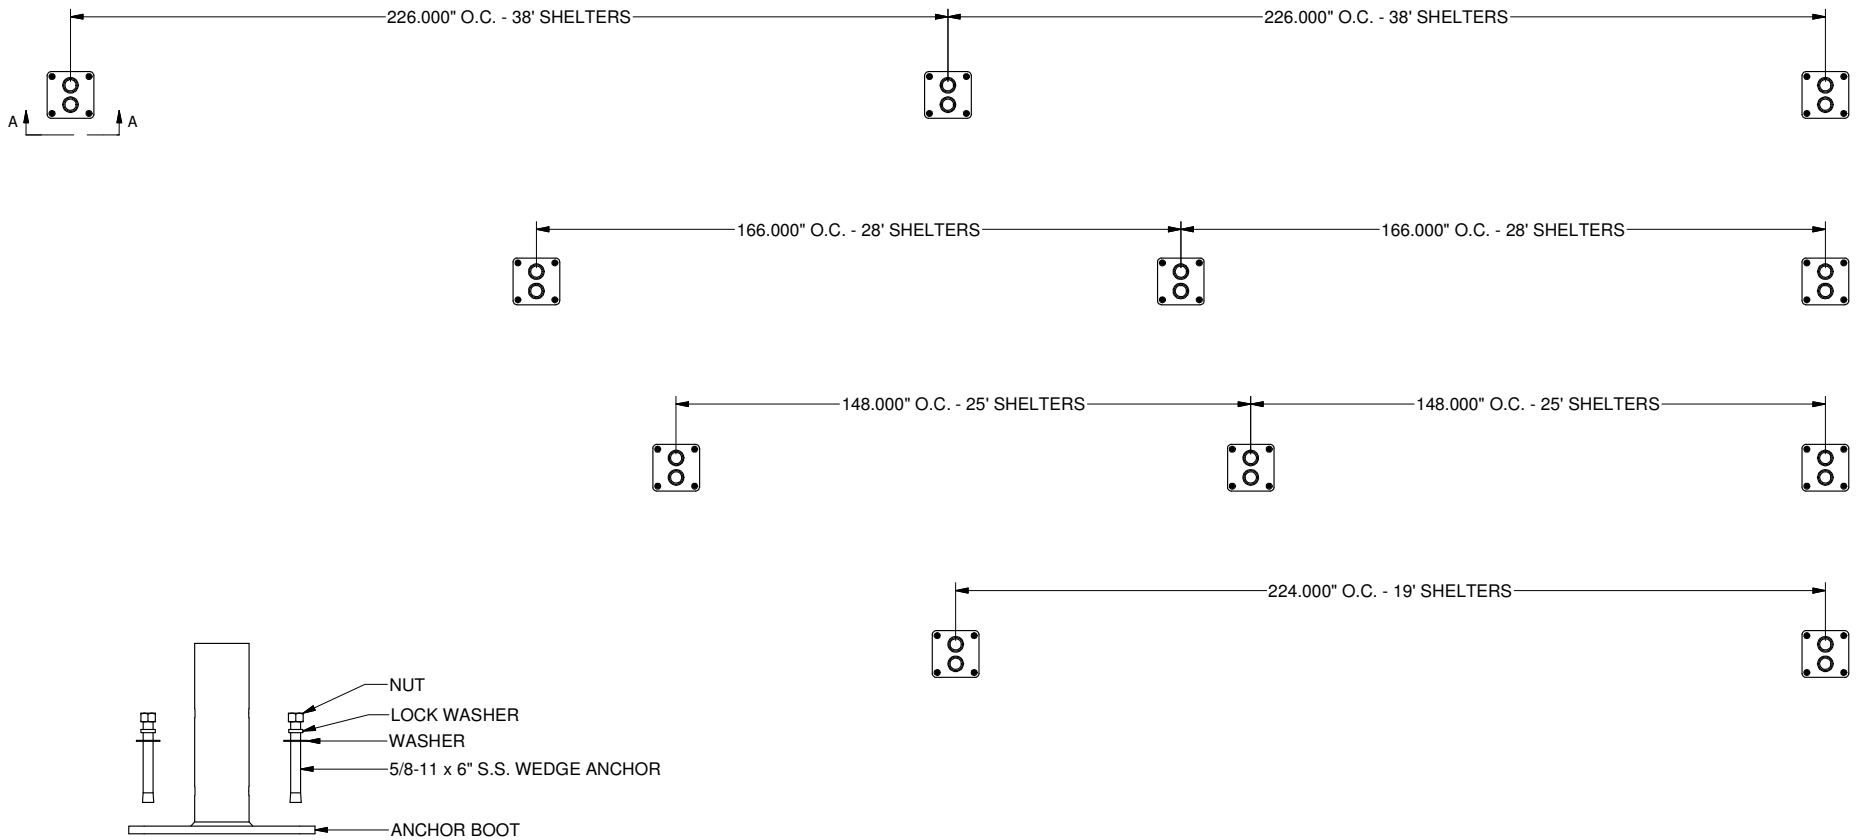 226.000" O.C. - 38' SHELTERS
226.000" O.C. - 38' SHELTERS
A
A
166.000" O.C. - 28' SHELTERS
166.000" O.C. - 28' SHELTERS
148.000" O.C. - 25' SHELTERS
148.000" O.C. - 25' SHELTERS
224.000" O.C. - 19' SHELTERS
NUT
LOCK WASHER
WASHER
5/8-11 x 6" S.S. WEDGE ANCHOR
ANCHOR BOOT